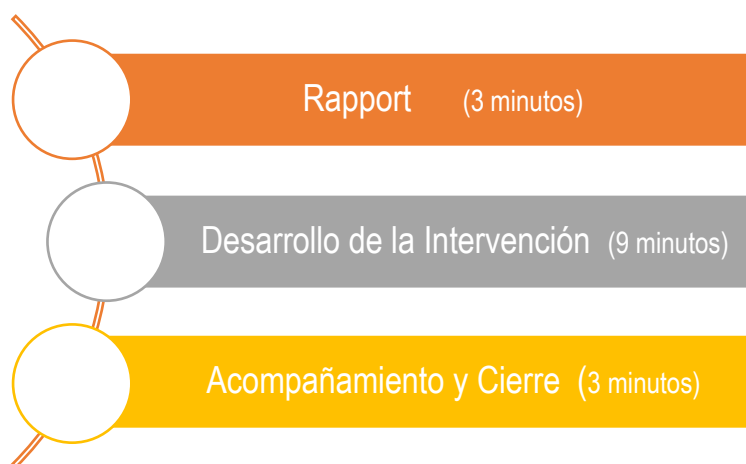 Rapport (3 minutos)
Desarrollo de la Intervención (9 minutos)
Acompañamiento y Cierre (3 minutos)